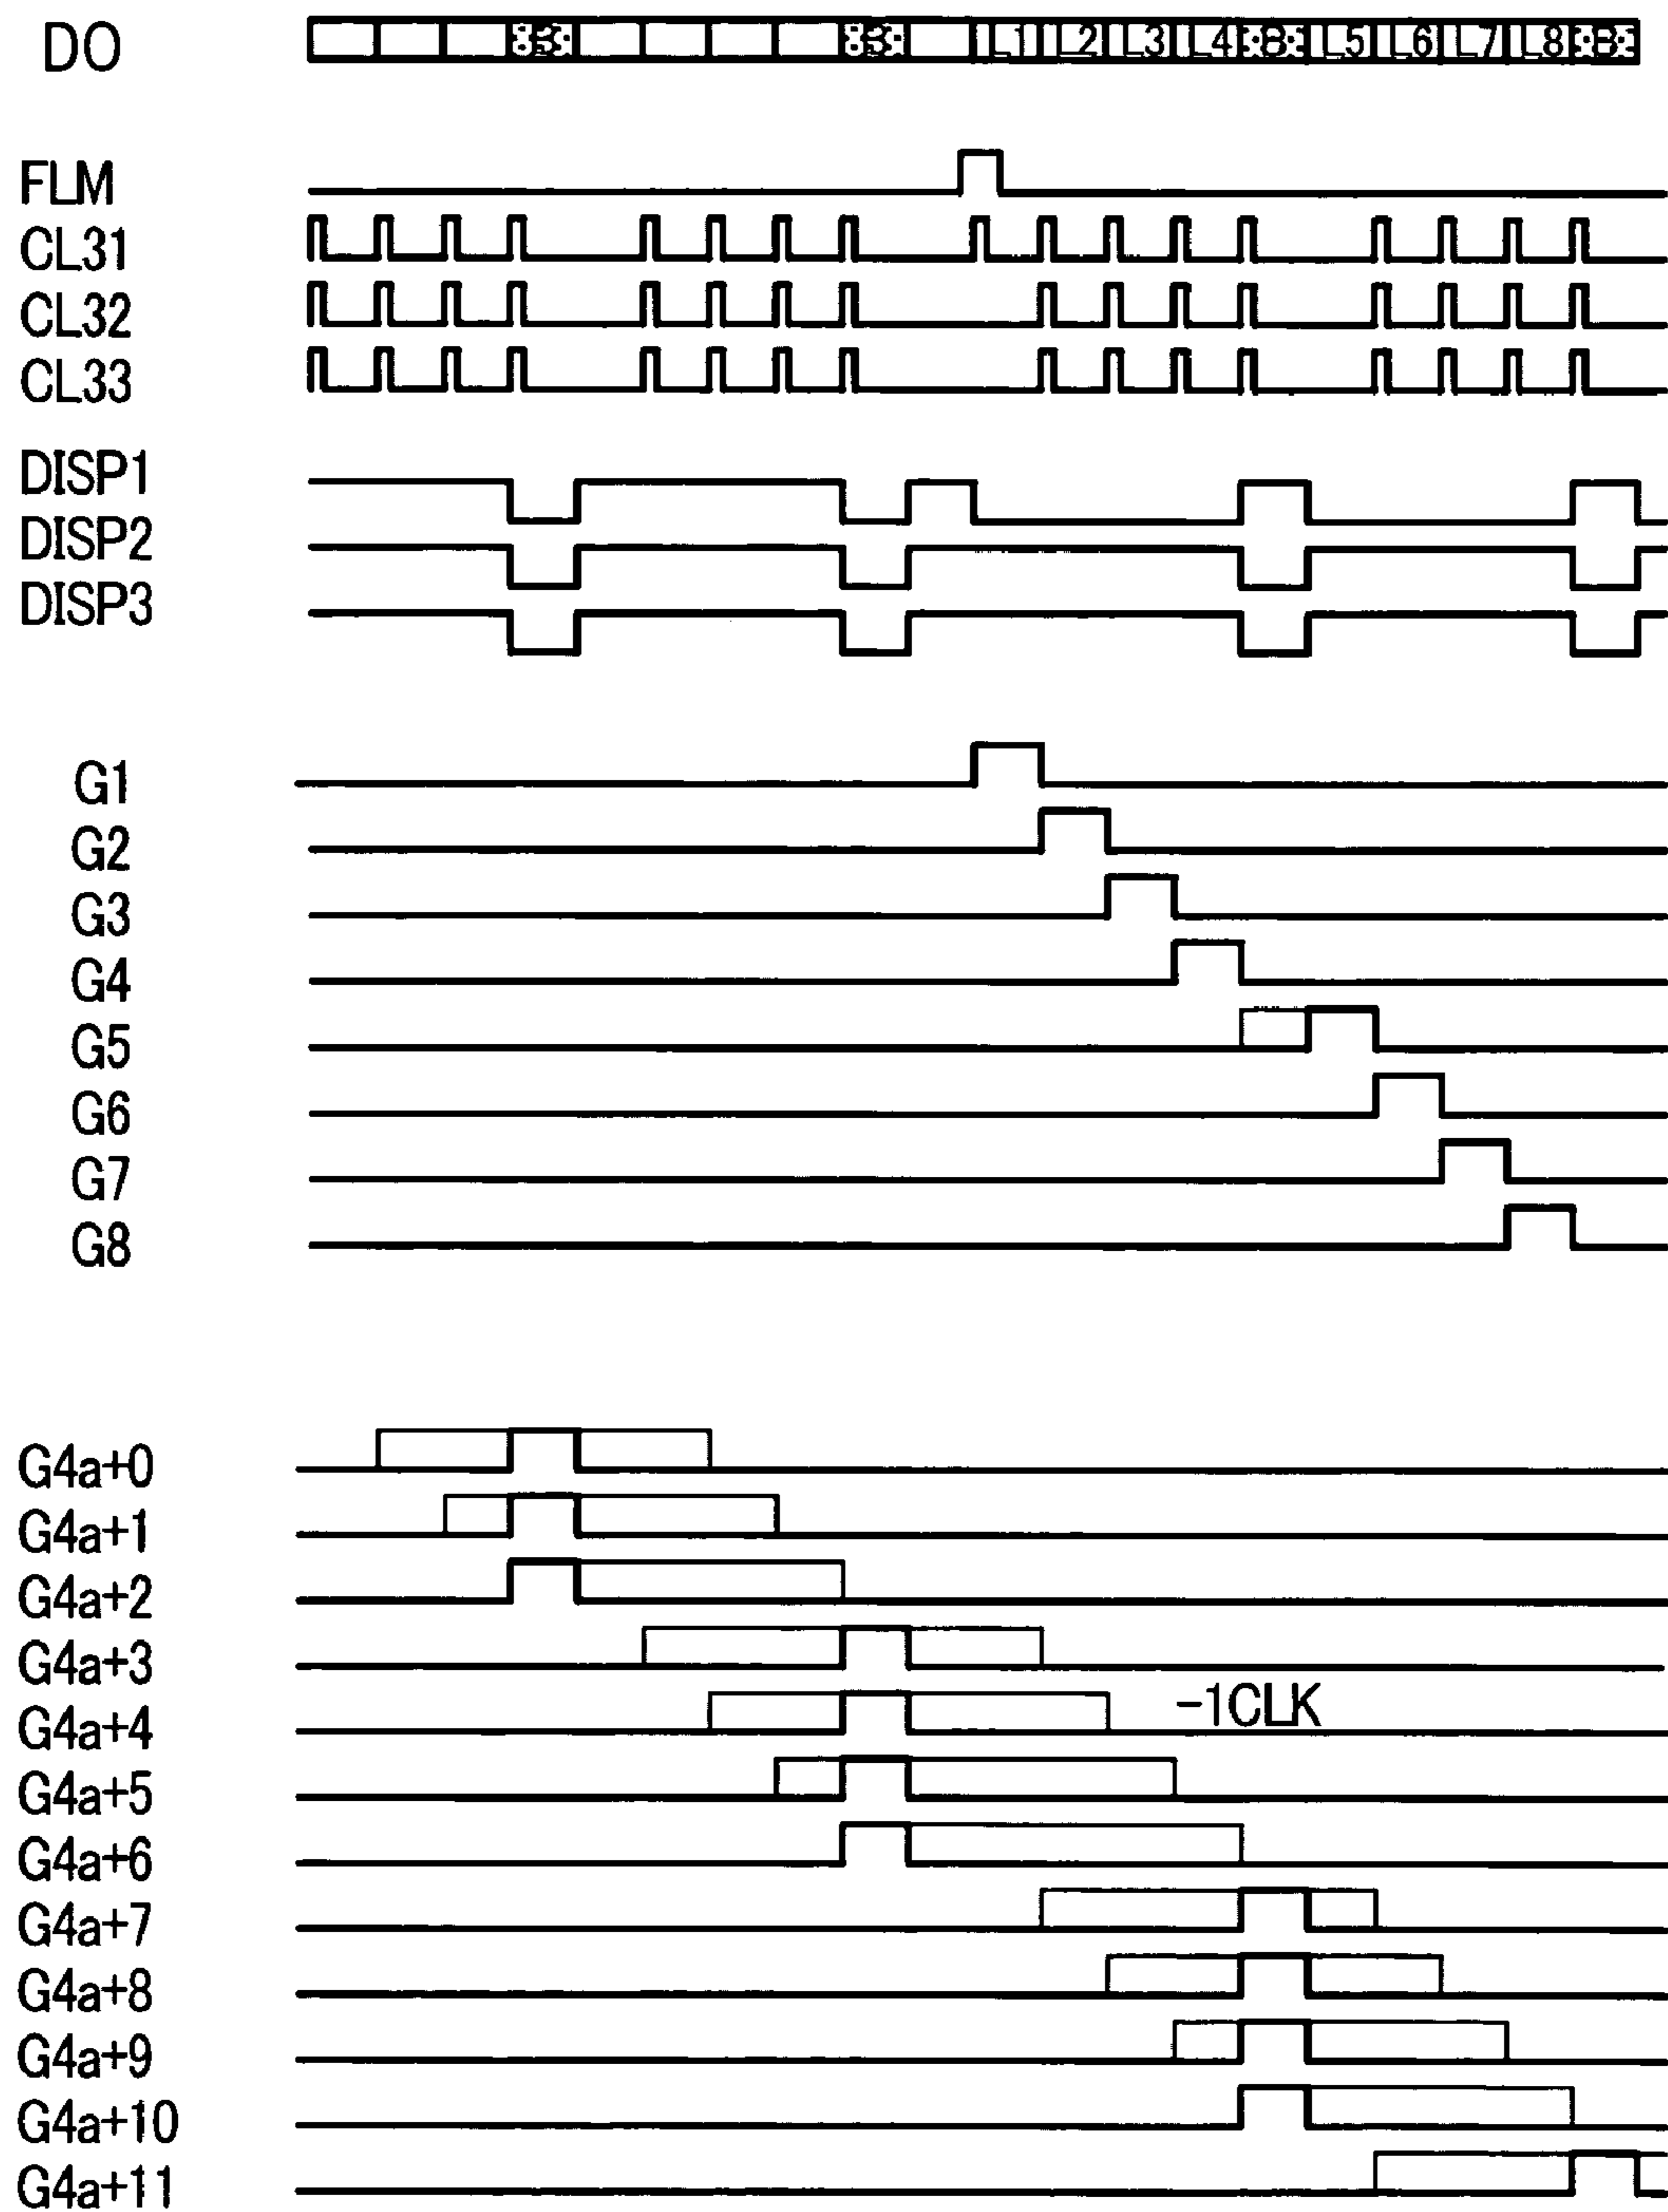 DO L1 L2 L3 L4 B L5 L6 L7 L8 B
FLM
CL31
CL32
CL33
DISP1
DISP2
DISP3
G1
G2
G3
G4
G5
G6
G7
G8
G4a+0
G4a+1
G4a+2
G4a+3
G4a+4 -1CLK
G4a+5
G4a+6
G4a+7
G4a+8
G4a+9
G4a+10
G4a+11